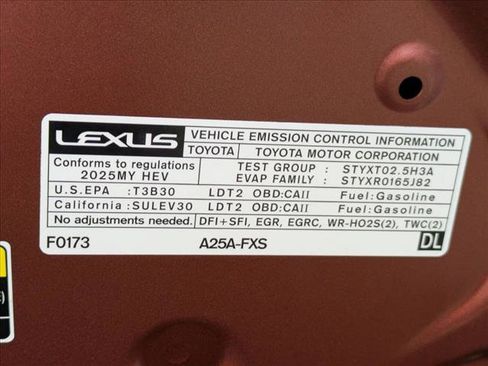 LEXUS VEHICLE EMISSION CONTROL INFORMATION
TOYOTA TOYOTA MOTOR CORPORATION
Conforms to regulations
2025MY HEV
TEST GROUP : STYXT02.5H3A
EVAP FAMILY : STYXR0165J82
U.S.EPA :T3B30 LDT2 OBD:CAII Fuel:Gasoline
California :SULEV30 LDT2 OBD:CAII Fuel:Gasoline
No adjustments needed. DFI+SFI, EGR, EGRC, WR-HO2S(2), TWC(2)
F0173 A25A-FXS DL